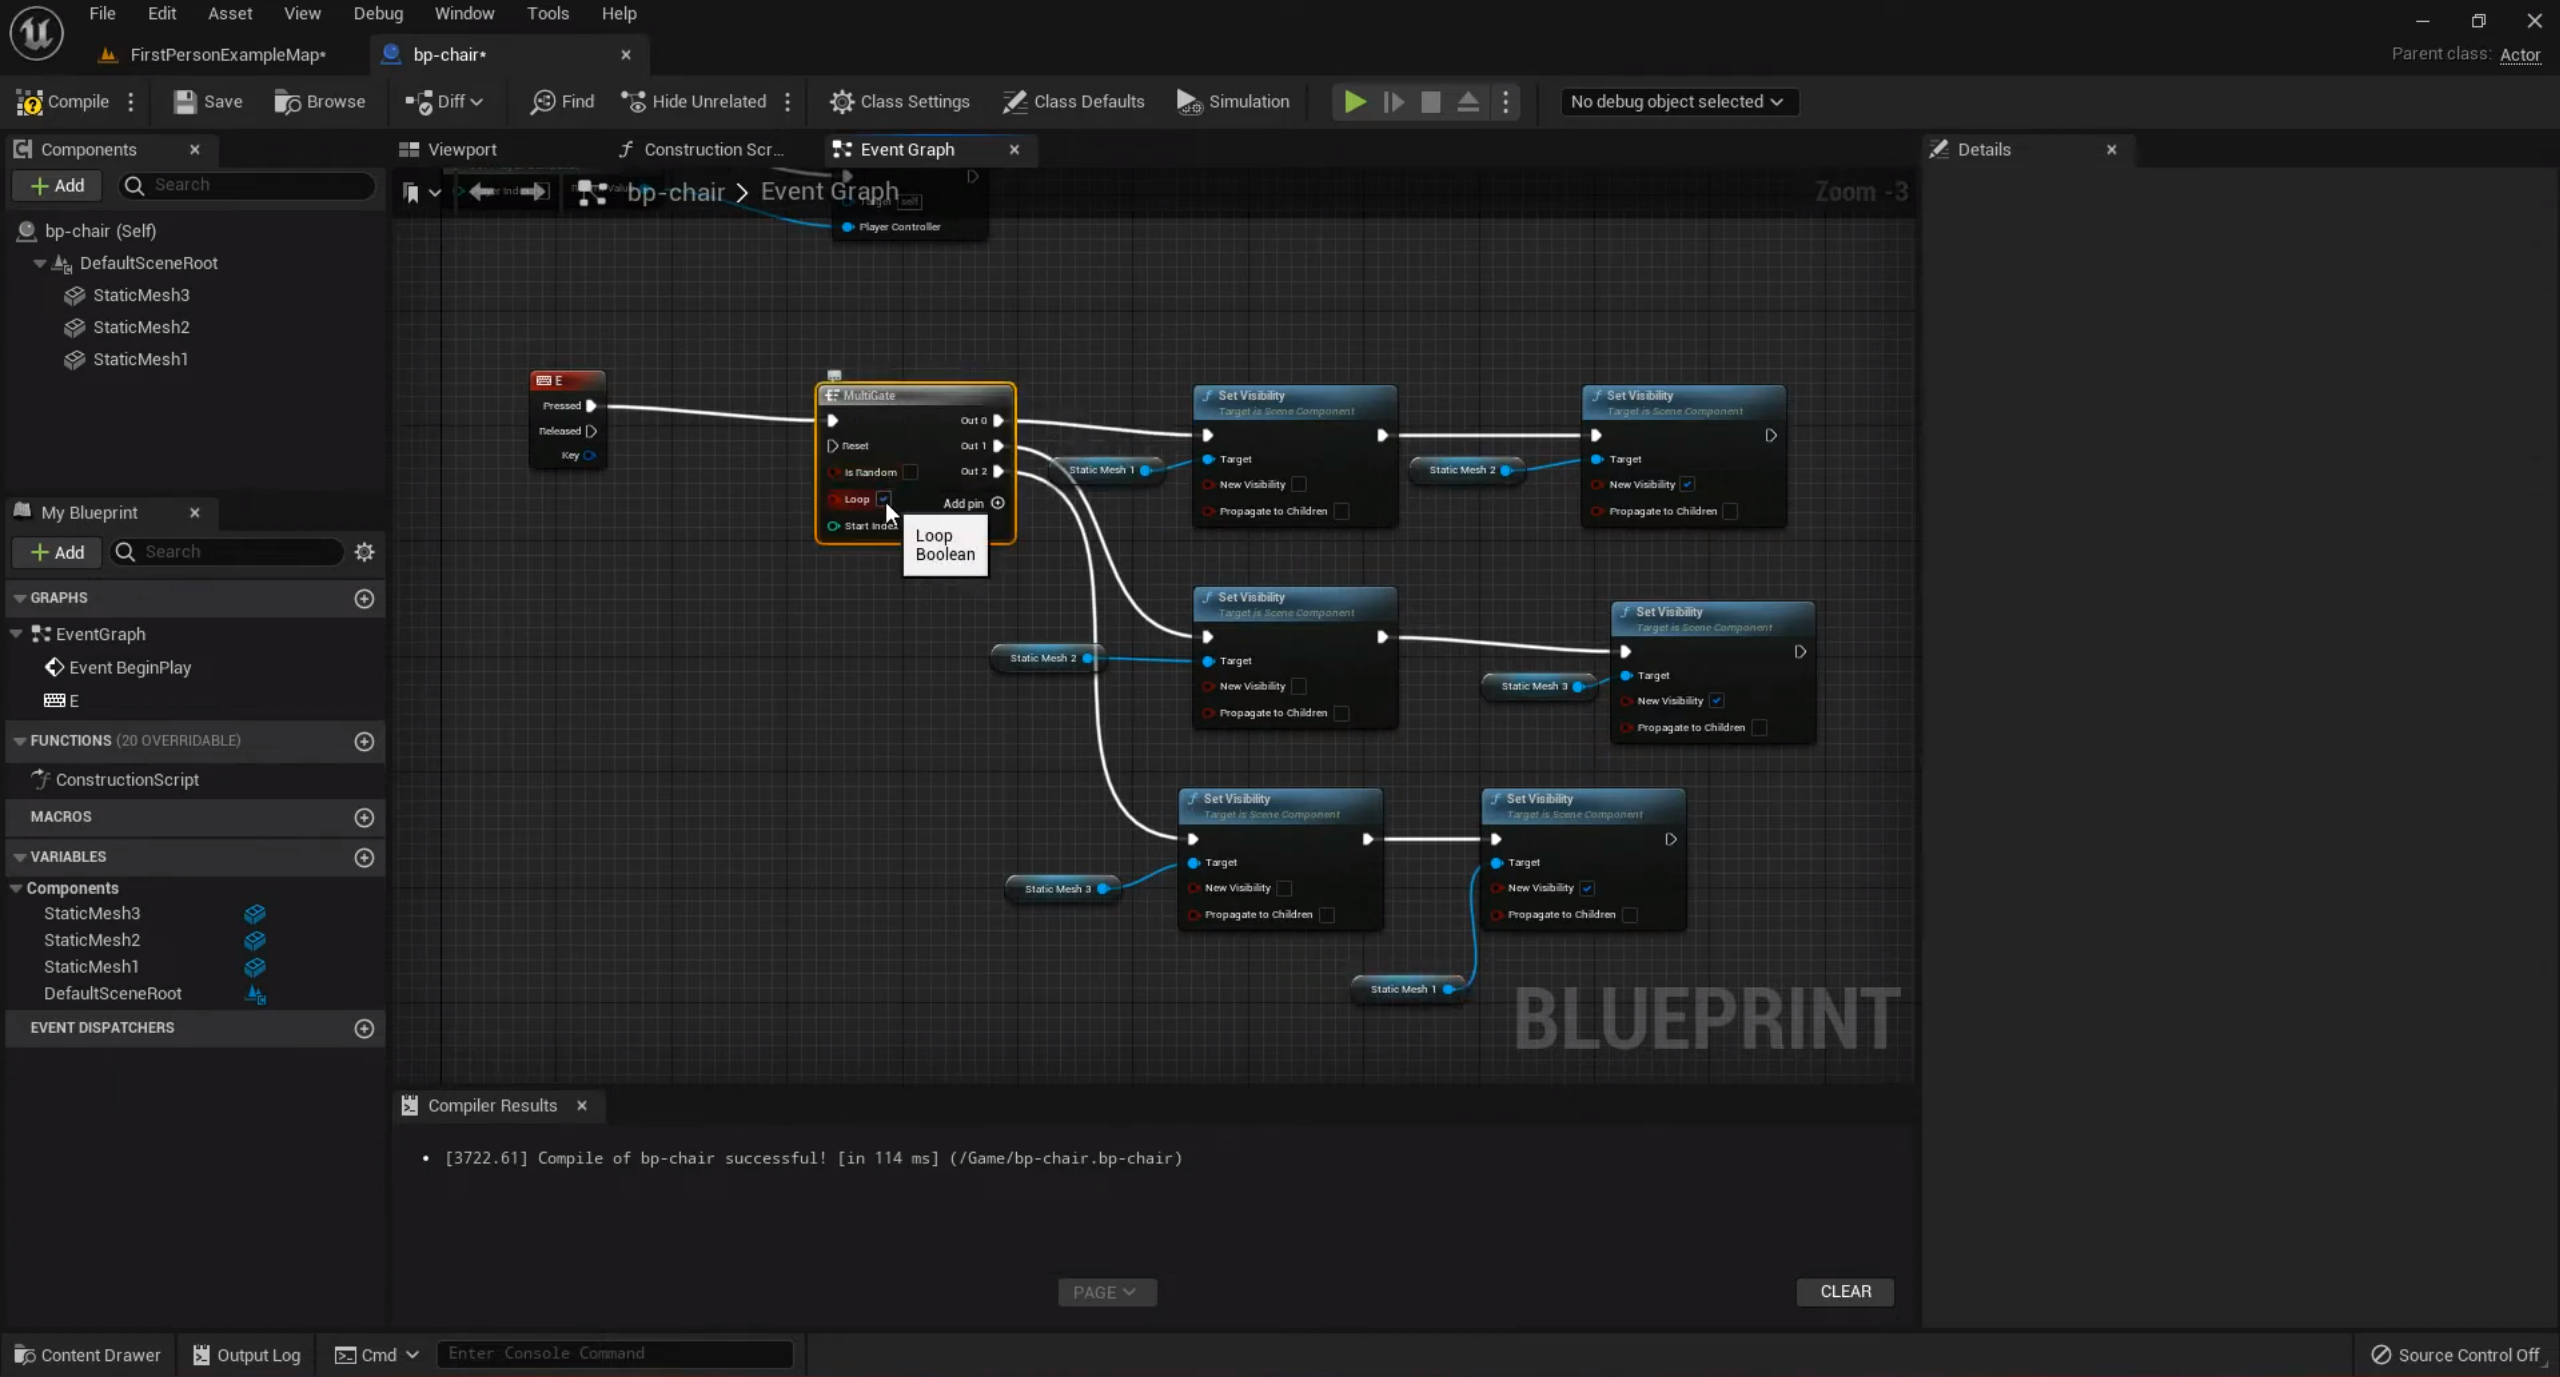 File Edit Asset View Debug Window Tools Help
FirstPersonExampleMap* bp-chair* Parent class: Actor
Compile Save Browse Diff Find Hide Unrelated Class Settings Class Defaults Simulation No debug object selected
Components Viewport Construction Scr... Event Graph Details
Add Search bp-chair > Event Graph Zoom -3
self
Player Controller
bp-chair (Self)
DefaultSceneRoot
StaticMesh3
StaticMesh2
StaticMesh1
E
Pressed
Released
Key
MultiGate
Out 0
Reset Out 1
Is Random Out 2
Loop Add pin
Start Index
Loop
Boolean
Set Visibility
Target is Scene Component
Static Mesh 1 Target
New Visibility
Propagate to Children
Set Visibility
Target is Scene Component
Static Mesh 2 Target
New Visibility
Propagate to Children
Set Visibility
Target is Scene Component
Static Mesh 2 Target
New Visibility
Propagate to Children
Set Visibility
Target is Scene Component
Static Mesh 3 Target
New Visibility
Propagate to Children
Set Visibility
Target is Scene Component
Static Mesh 3 Target
New Visibility
Propagate to Children
Set Visibility
Target is Scene Component
Target
New Visibility
Propagate to Children
Static Mesh 1
BLUEPRINT
My Blueprint
Add Search
GRAPHS
EventGraph
Event BeginPlay
E
FUNCTIONS (20 OVERRIDABLE)
ConstructionScript
MACROS
VARIABLES
Components
StaticMesh3
StaticMesh2
StaticMesh1
DefaultSceneRoot
EVENT DISPATCHERS
Compiler Results
• [3722.61] Compile of bp-chair successful! [in 114 ms] (/Game/bp-chair.bp-chair)
PAGE CLEAR
Content Drawer Output Log Cmd Enter Console Command Source Control Off